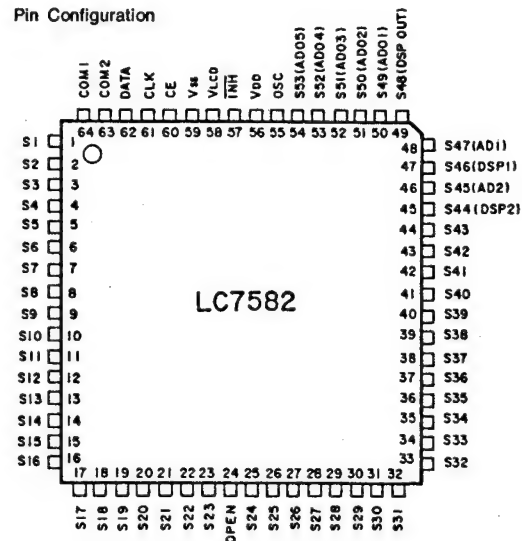 Pin Configuration
COM1 COM2 DATA CLK CE Vss VLCD INH VDD OSC S53(ADO5) S52(ADO4) S51(ADO3) S50(ADO2) S49(ADO1) S48(DSP OUT)
64 63 62 61 60 59 58 57 56 55 54 53 52 51 50 49
S1 1
S2 2
S3 3
S4 4
S5 5
S6 6
S7 7
S8 8
S9 9
S10 10
S11 11
S12 12
S13 13
S14 14
S15 15
S16 16
LC7582
48 S47(AD1)
47 S46(DSP1)
46 S45(AD2)
45 S44(DSP2)
44 S43
43 S42
42 S41
41 S40
40 S39
39 S38
38 S37
37 S36
36 S35
35 S34
34 S33
33 S32
17 18 19 20 21 22 23 24 25 26 27 28 29 30 31 32
S17 S18 S19 S20 S21 S22 S23 OPEN S24 S25 S26 S27 S28 S29 S30 S31